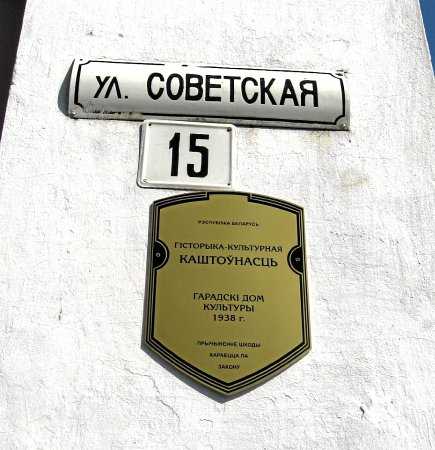 ул. СОВЕТСКАЯ
15
РЭСПУБЛІКА БЕЛАРУСЬ
ГІСТОРЫКА-КУЛЬТУРНАЯ
КАШТОЎНАСЦЬ
ГАРАДСКІ ДОМ
КУЛЬТУРЫ
1938 г.
ПРЫЧЫНЕННЕ ШКОДЫ
КАРАЕЦЦА ПА
ЗАКОНУ